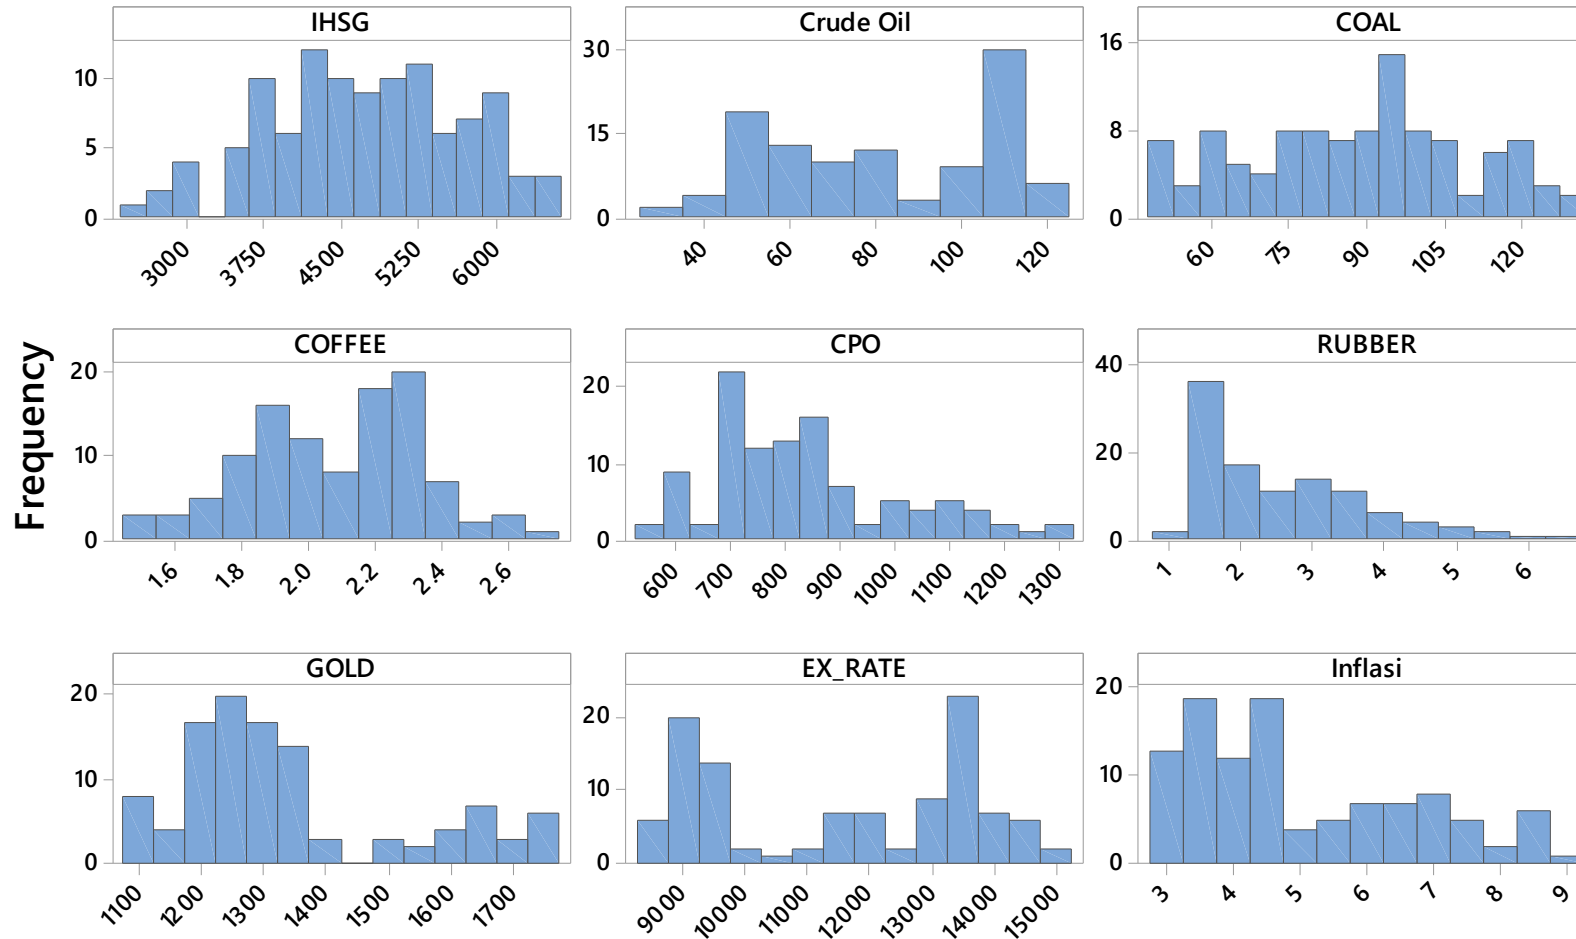 IHSG
Crude Oil
COAL
10
5
0
30
15
0
16
8
0
3000 3750 4500 5250 6000
40 60 80 100 120
60 75 90 105 120
Frequency
COFFEE
CPO
RUBBER
20
10
0
20
10
0
40
20
0
1.6 1.8 2.0 2.2 2.4 2.6
600 700 800 900 1000 1100 1200 1300
1 2 3 4 5 6
GOLD
EX_RATE
Inflasi
20
10
0
20
10
0
20
10
0
1100 1200 1300 1400 1500 1600 1700
9000 10000 11000 12000 13000 14000 15000
3 4 5 6 7 8 9